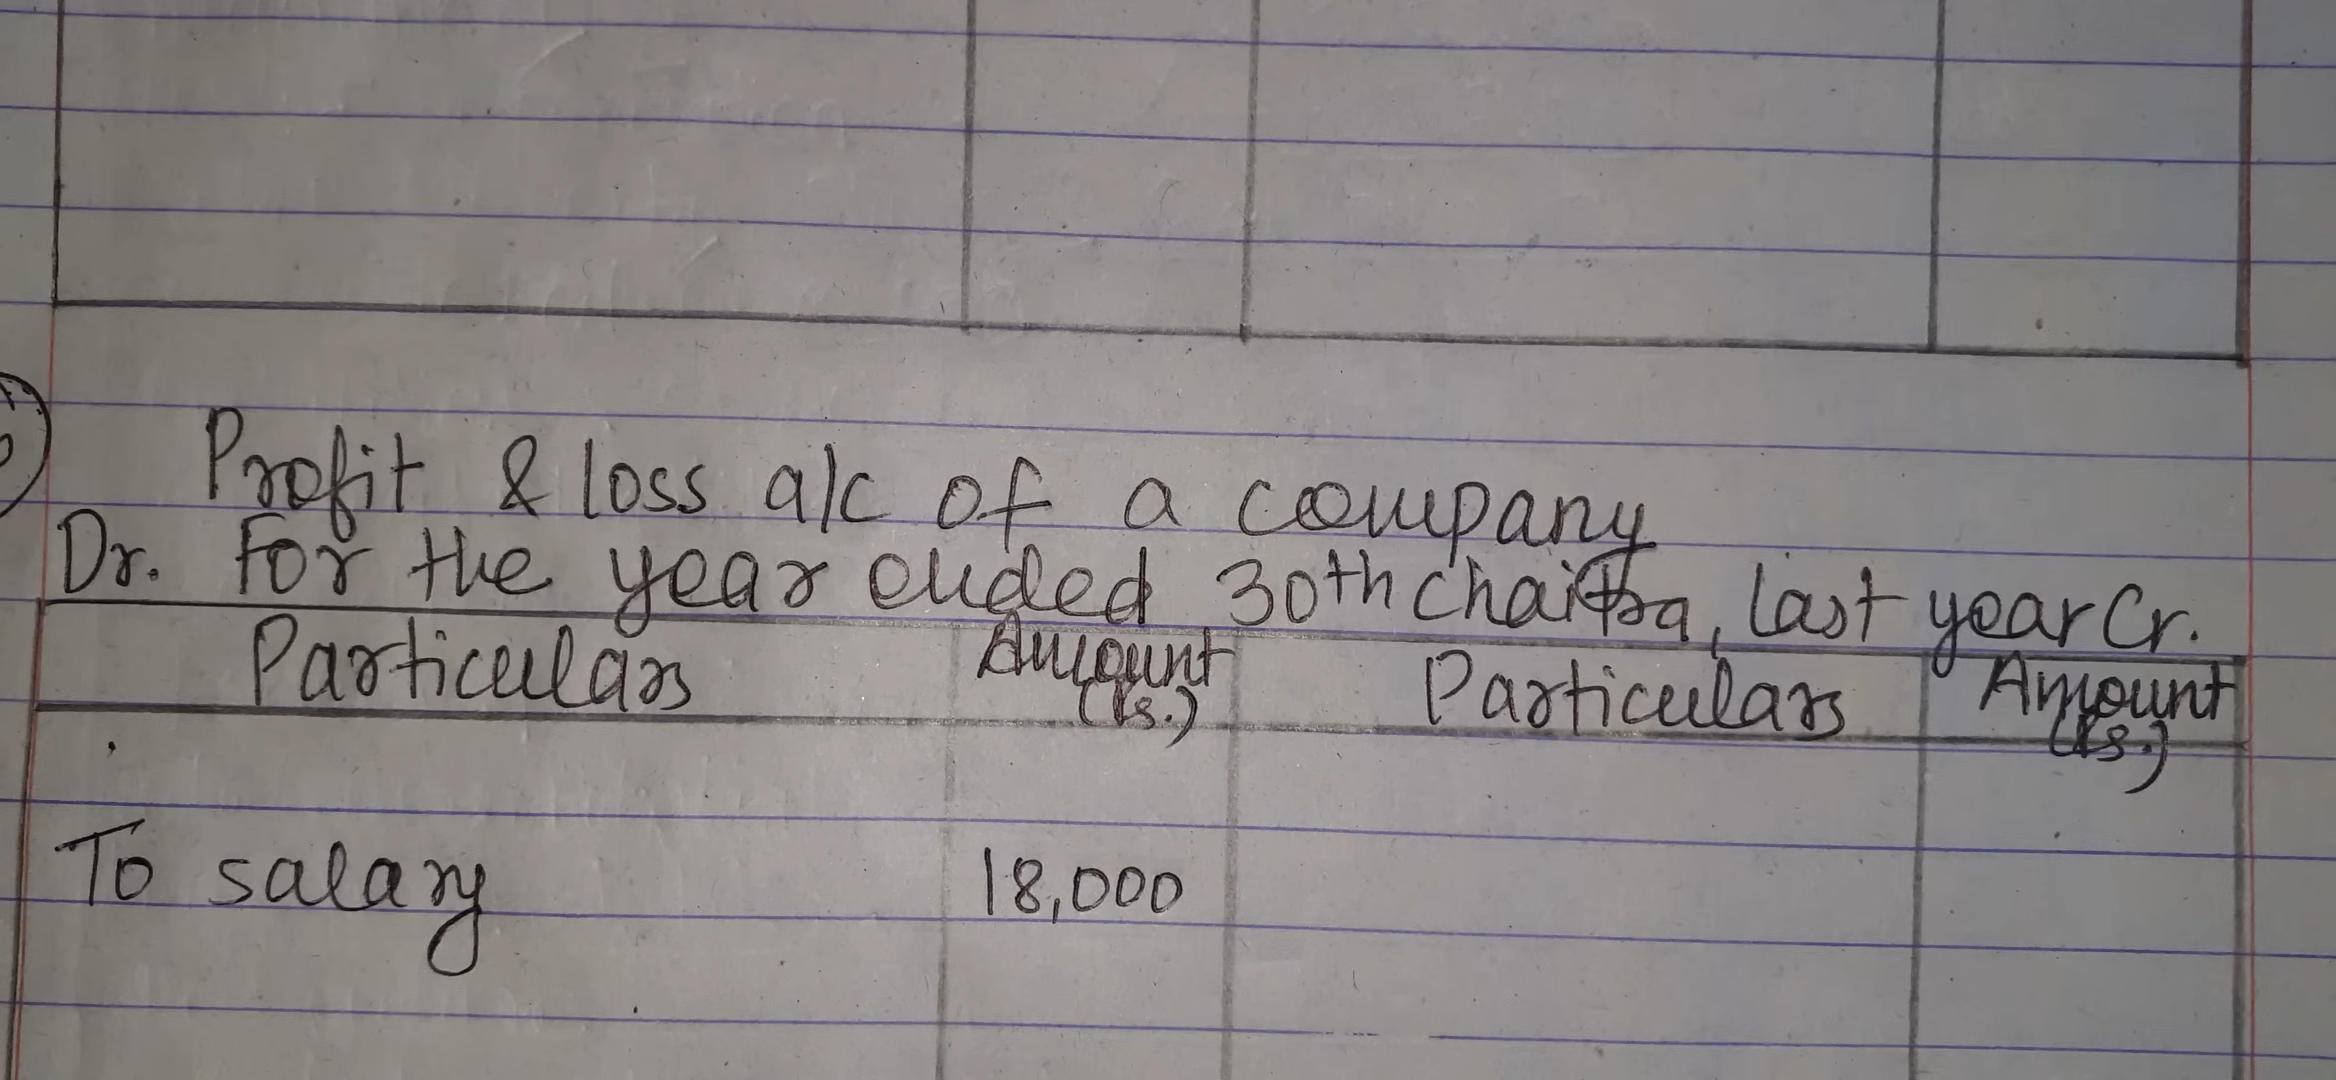 Profit & loss a/c of a company
Dr. For the year ended 30th chaitra, last year Cr.
Particulars Amount (Rs.) Particulars Amount (Rs.)
To salary 18,000